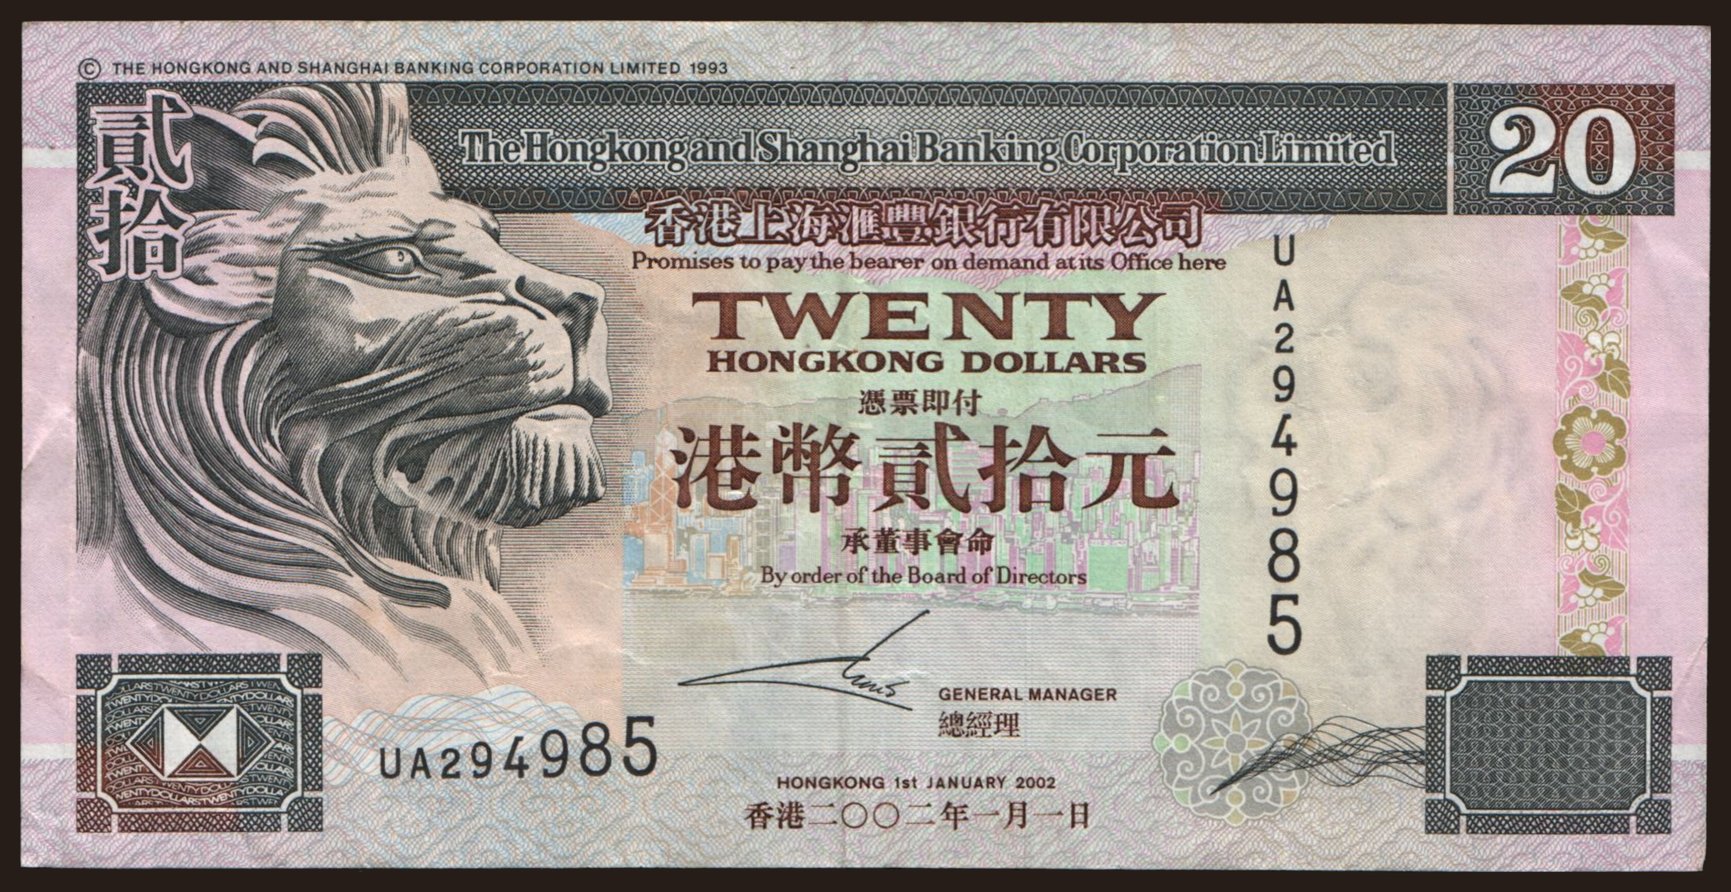 © THE HONGKONG AND SHANGHAI BANKING CORPORATION LIMITED 1993
貳拾
The Hongkong and Shanghai Banking Corporation Limited
20
香港上海滙豐銀行有限公司
Promises to pay the bearer on demand at its Office here
UA294985
TWENTY
HONGKONG DOLLARS
憑票即付
港幣貳拾元
承董事會命
By order of the Board of Directors
GENERAL MANAGER
總經理
UA294985
HONGKONG 1st JANUARY 2002
香港二〇〇二年一月一日